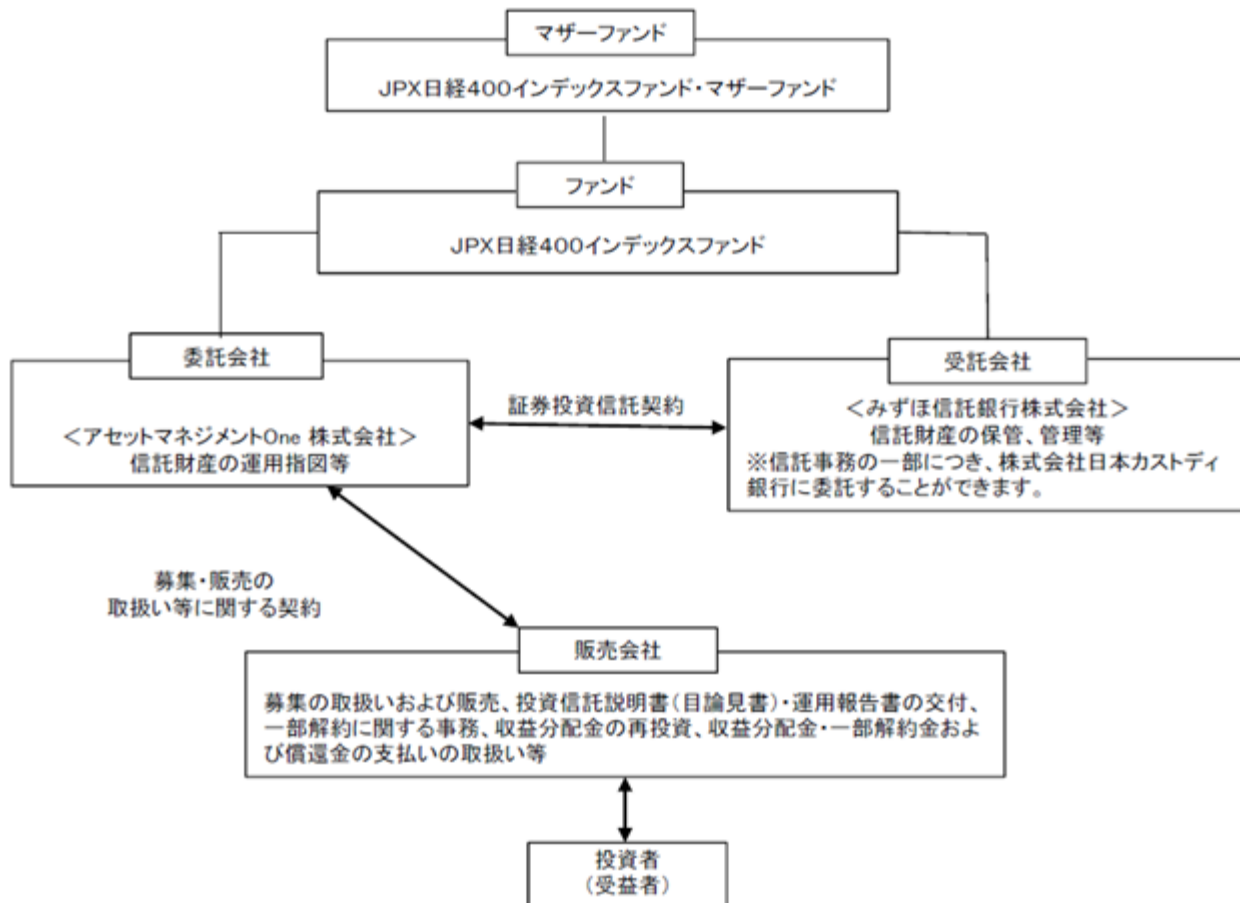 マザーファンド
JPX日経400インデックスファンド・マザーファンド
ファンド
JPX日経400インデックスファンド
委託会社
＜アセットマネジメントOne 株式会社＞
信託財産の運用指図等
証券投資信託契約
受託会社
＜みずほ信託銀行株式会社＞
信託財産の保管、管理等
※信託事務の一部につき、株式会社日本カストディ
銀行に委託することができます。
募集・販売の
取扱い等に関する契約
販売会社
募集の取扱いおよび販売、投資信託説明書（目論見書）・運用報告書の交付、
一部解約に関する事務、収益分配金の再投資、収益分配金・一部解約金およ
び償還金の支払いの取扱い等
投資者
（受益者）